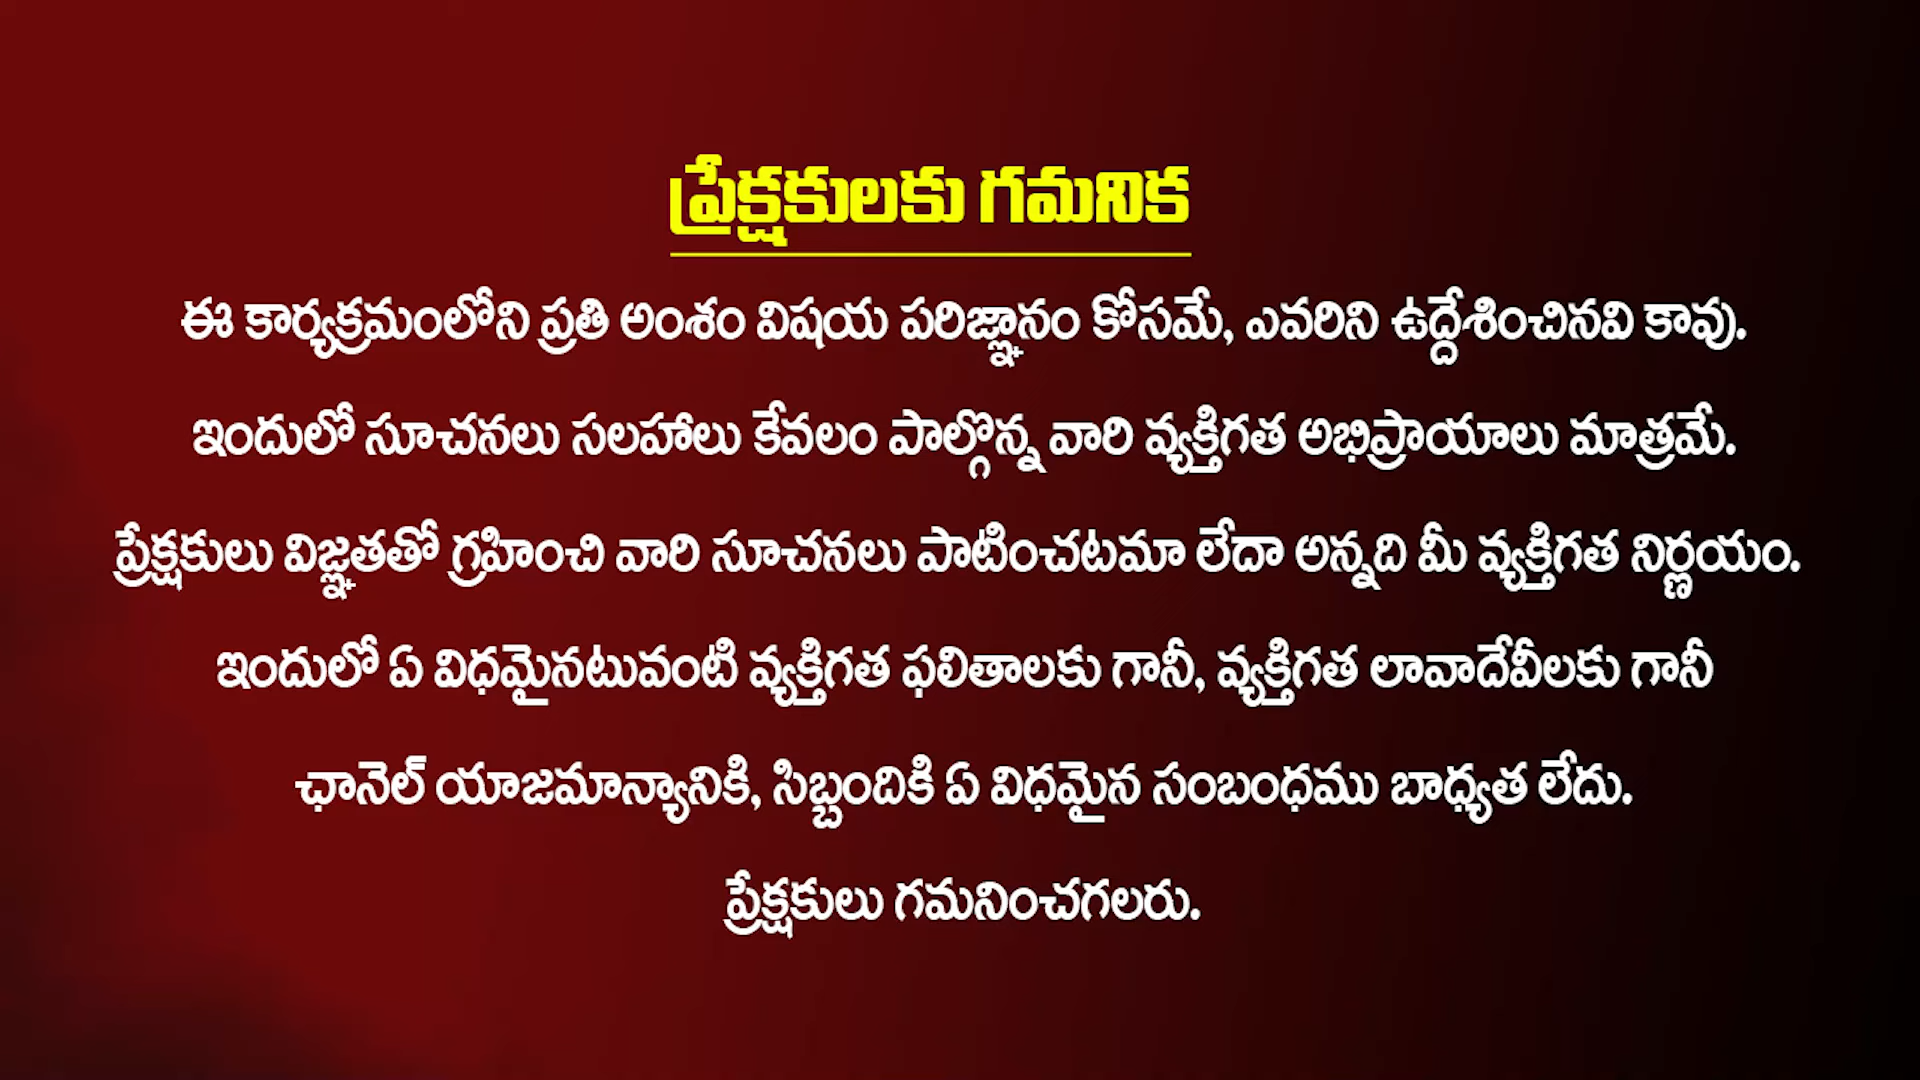 ప్రేక్షకులకు గమనిక
ఈ కార్యక్రమంలోని ప్రతి అంశం విషయ పరిజ్ఞానం కోసమే, ఎవరిని ఉద్దేశించినవి కావు.
ఇందులో సూచనలు సలహాలు కేవలం పాల్గొన్న వారి వ్యక్తిగత అభిప్రాయాలు మాత్రమే.
ప్రేక్షకులు విజ్ఞతతో గ్రహించి వారి సూచనలు పాటించటమా లేదా అన్నది మీ వ్యక్తిగత నిర్ణయం.
ఇందులో ఏ విధమైనటువంటి వ్యక్తిగత ఫలితాలకు గానీ, వ్యక్తిగత లావాదేవీలకు గానీ
ఛానెల్ యాజమాన్యానికి, సిబ్బందికి ఏ విధమైన సంబంధము బాధ్యత లేదు.
ప్రేక్షకులు గమనించగలరు.